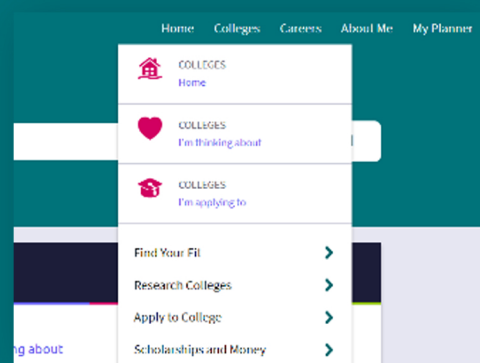 Home Colleges Careers About Me My Planner
COLLEGES
Home
COLLEGES
I'm thinking about
COLLEGES
I'm applying to
Find Your Fit
Research Colleges
Apply to College
Scholarships and Money
about